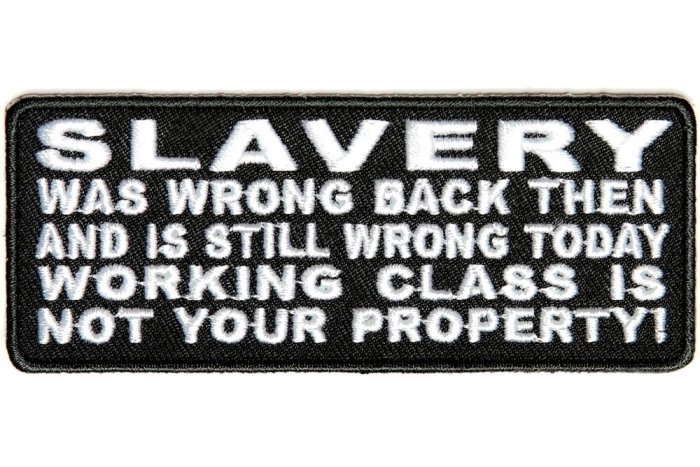 SLAVERY
WAS WRONG BACK THEN
AND IS STILL WRONG TODAY
WORKING CLASS IS
NOT YOUR PROPERTY!